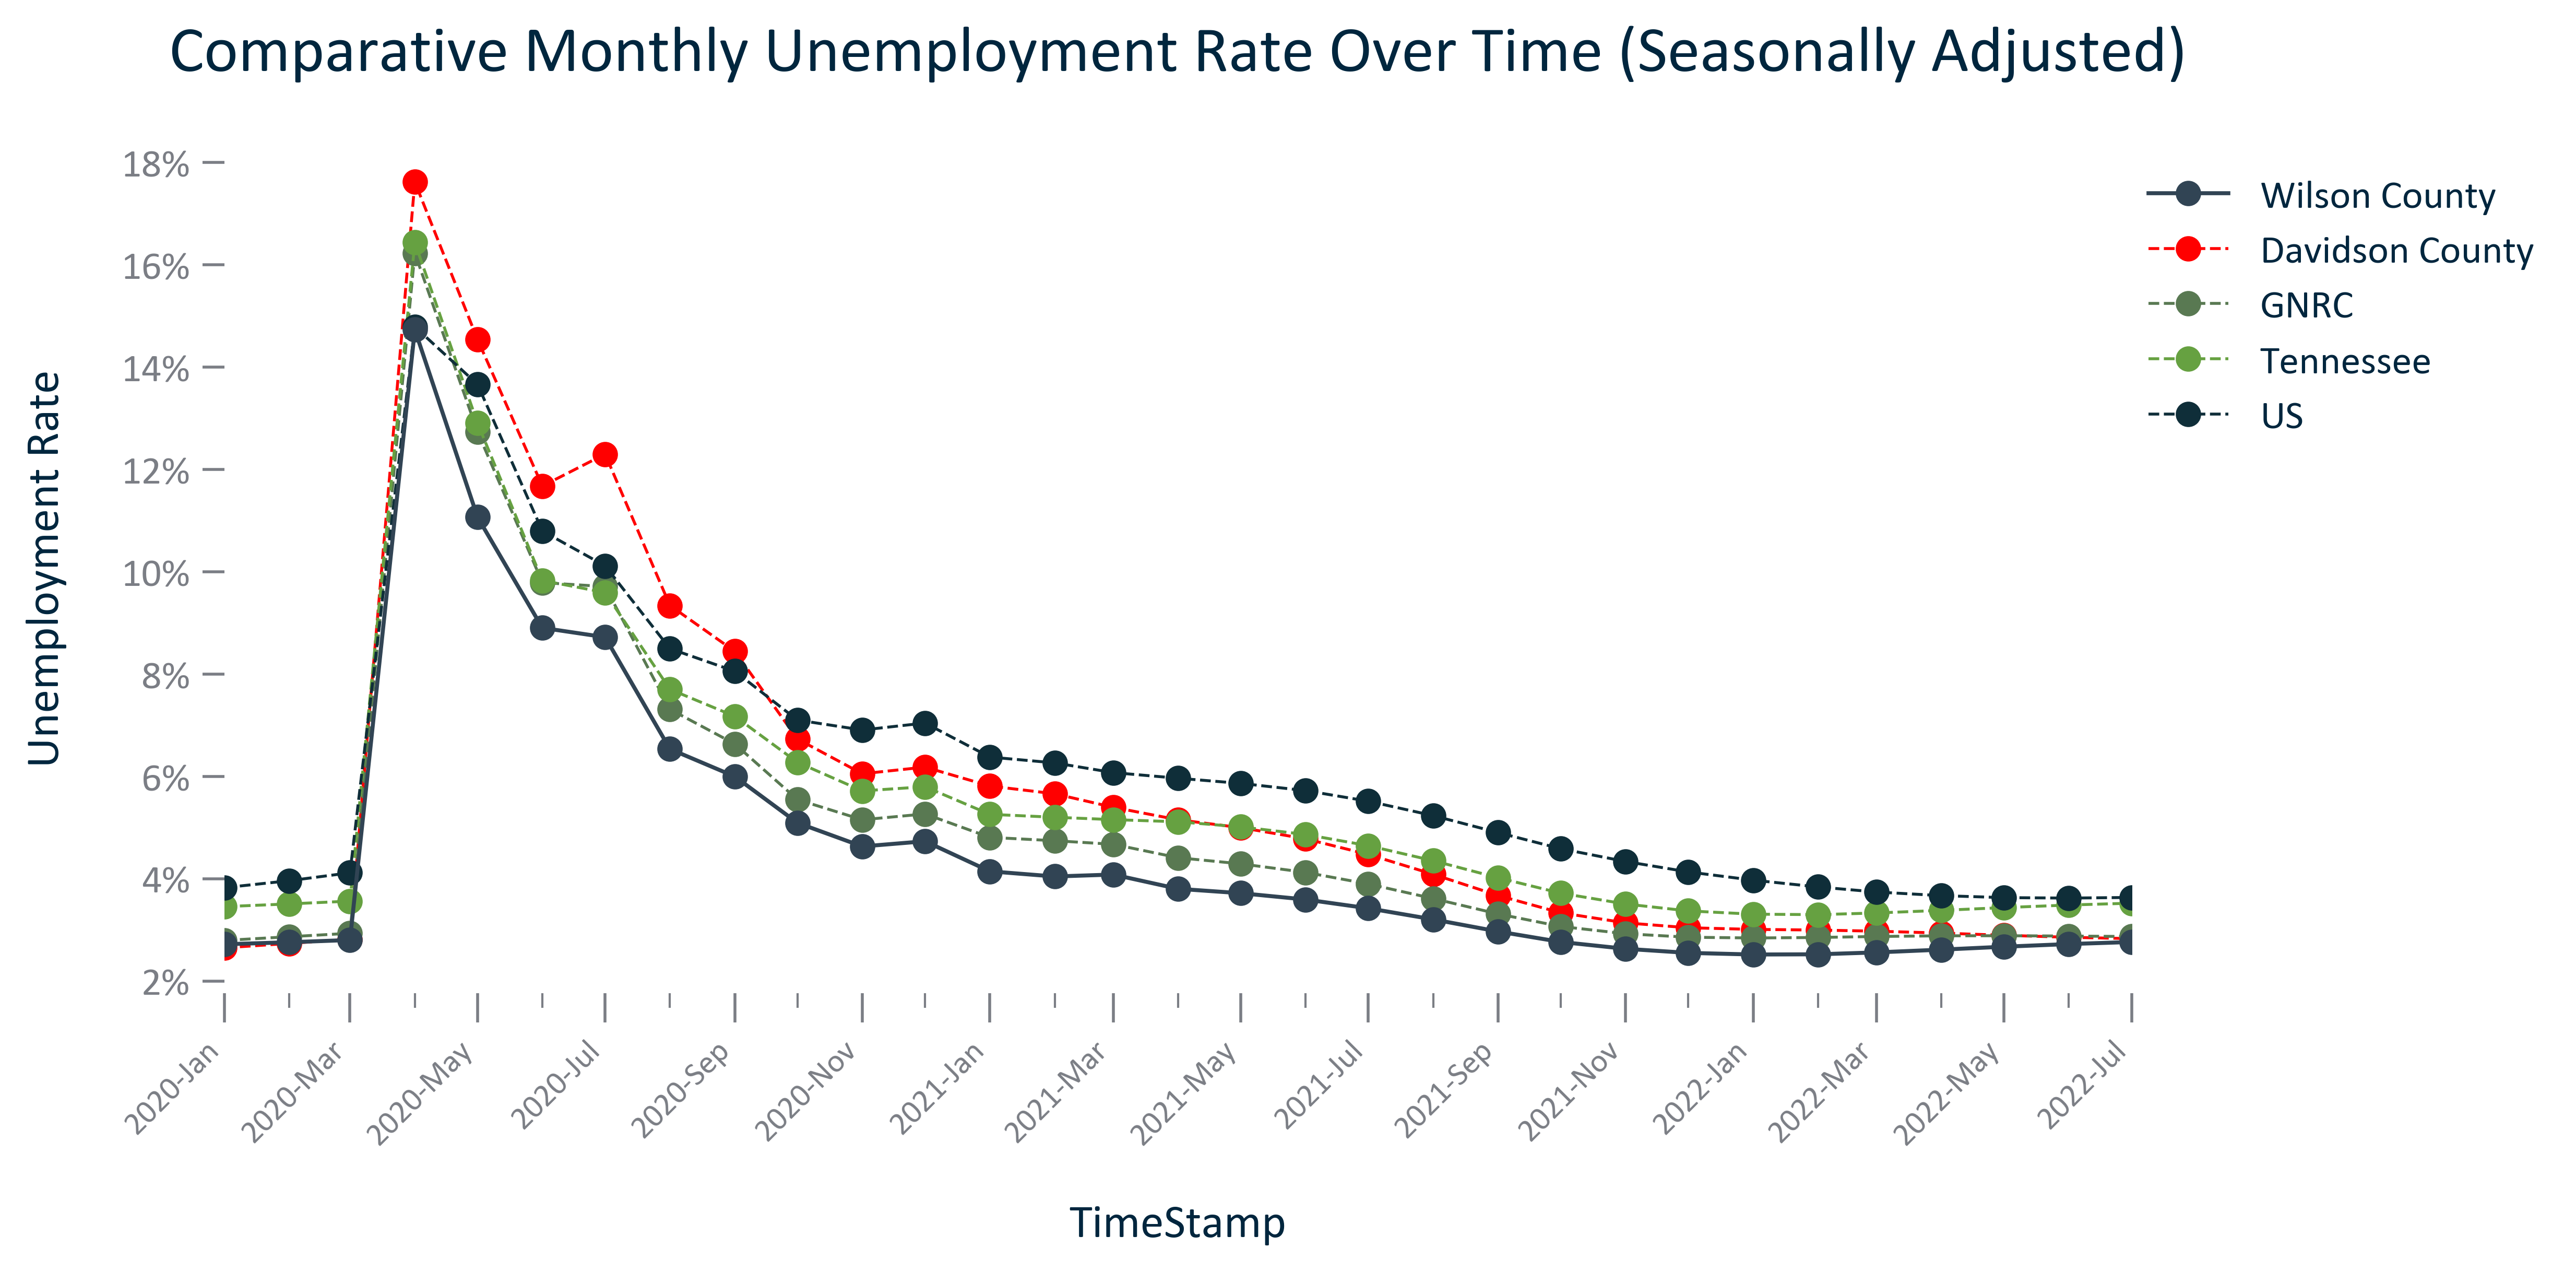 Comparative Monthly Unemployment Rate Over Time (Seasonally Adjusted)
18%
16%
14%
12%
10%
8%
6%
4%
2%
Unemployment Rate
Wilson County
Davidson County
GNRC
Tennessee
US
2020-Jan
2020-Mar
2020-May
2020-Jul
2020-Sep
2020-Nov
2021-Jan
2021-Mar
2021-May
2021-Jul
2021-Sep
2021-Nov
2022-Jan
2022-Mar
2022-May
2022-Jul
TimeStamp